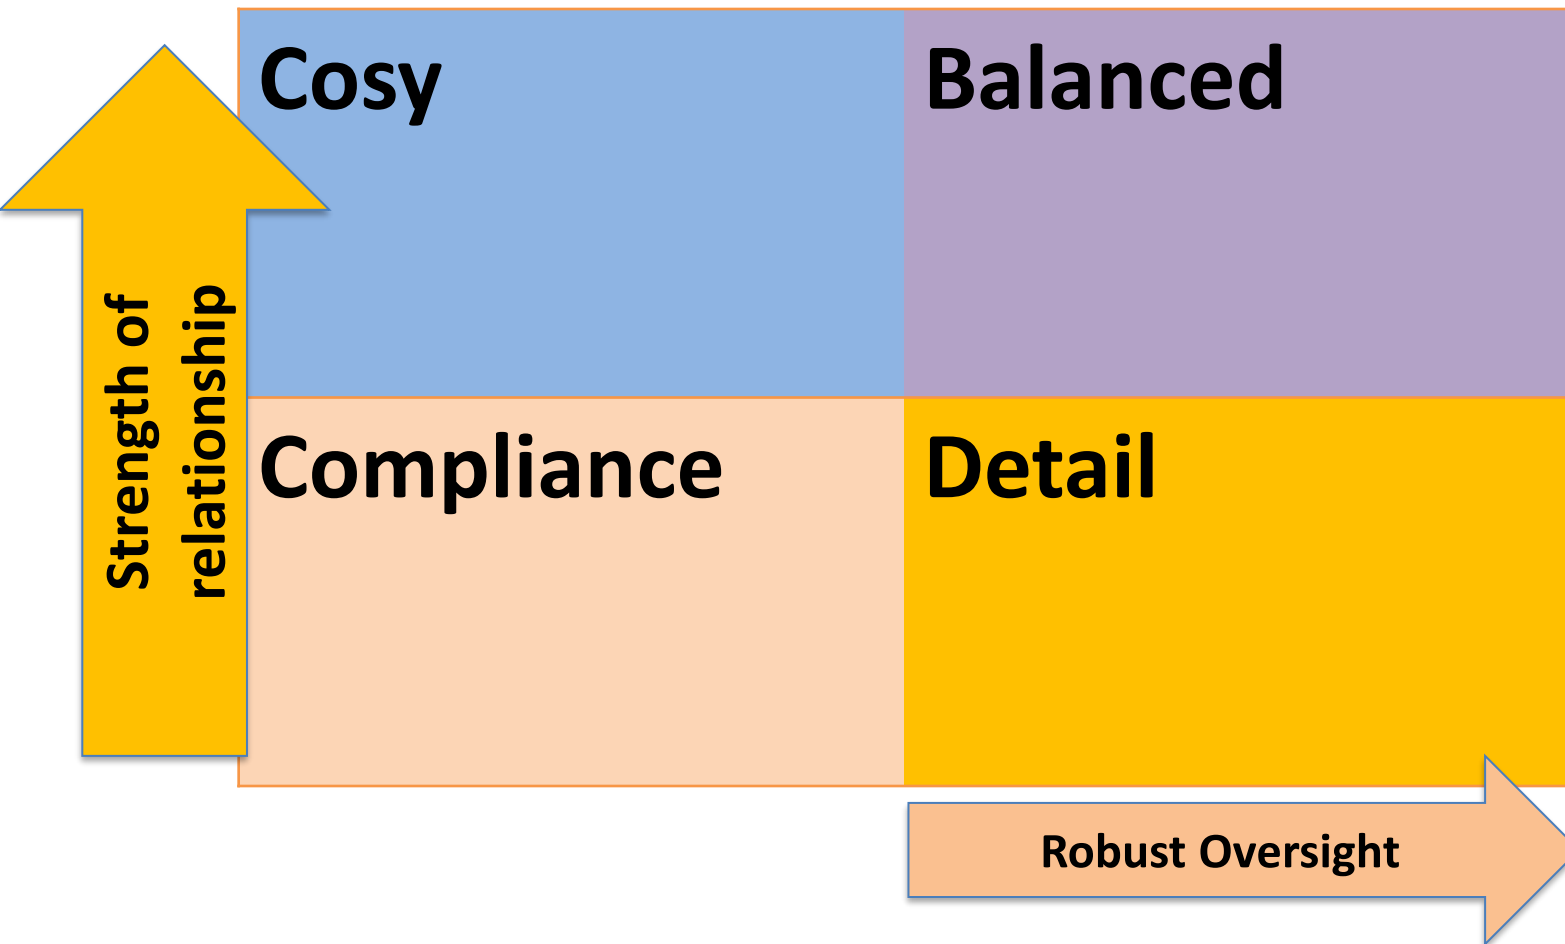 Cosy
Balanced
Strength of
relationship
Compliance
Detail
Robust Oversight